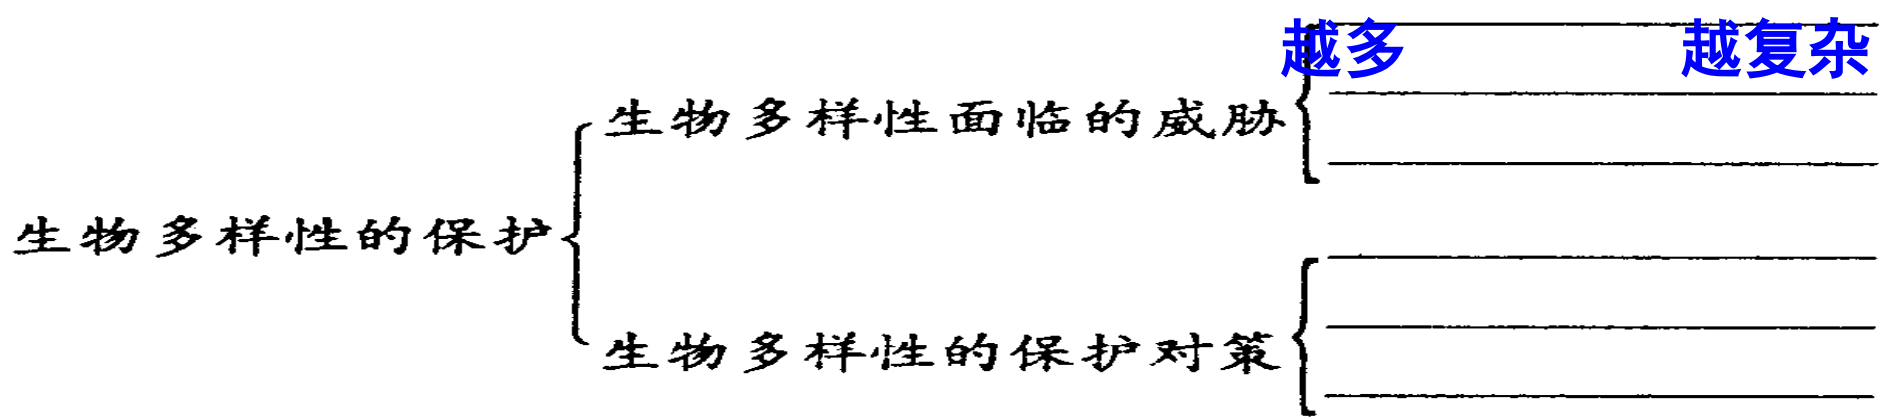 越多 越复杂
生物多样性面临的威胁
生物多样性的保护
生物多样性的保护对策